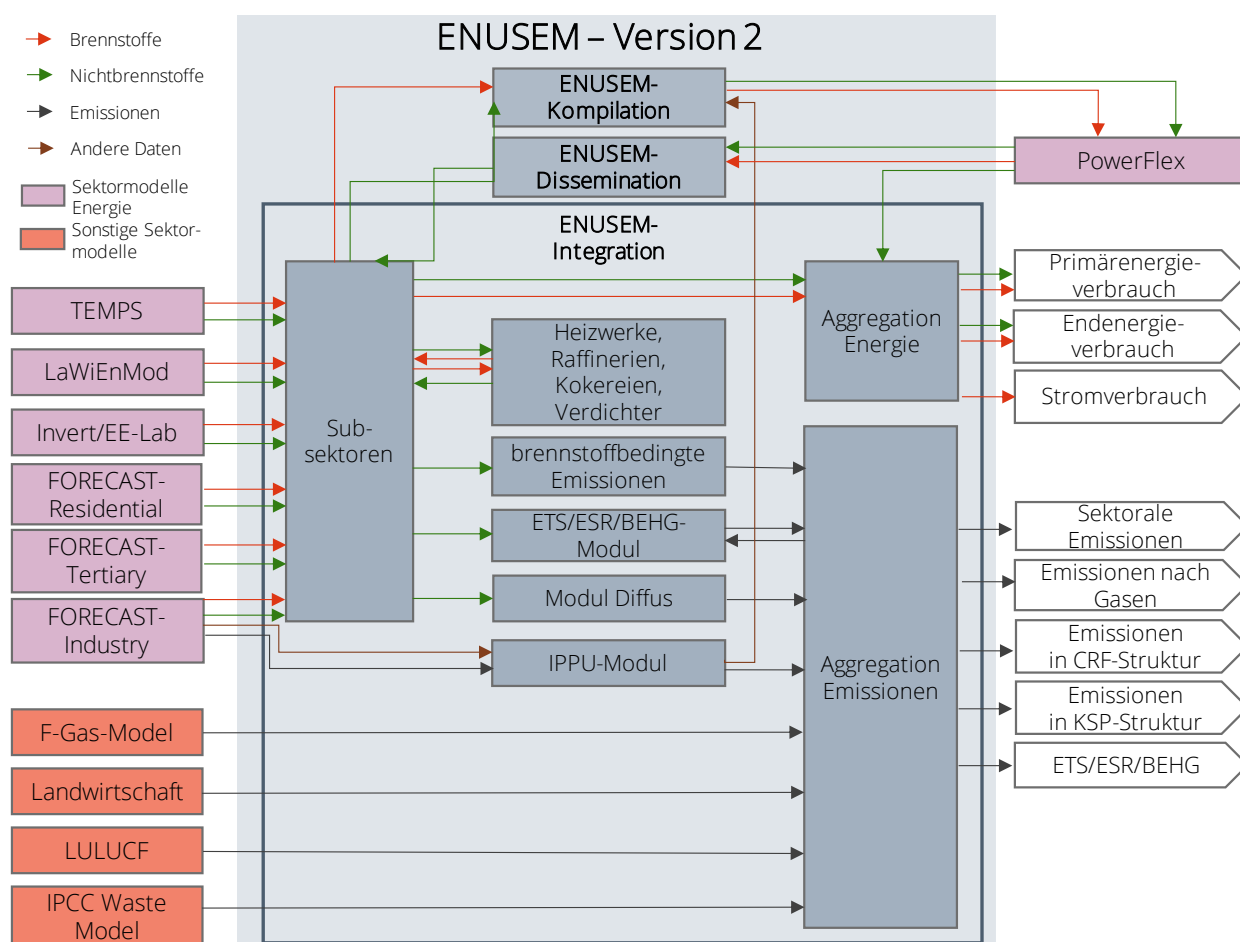 ENUSEM – Version 2
Brennstoffe
Nichtbrennstoffe
Emissionen
Andere Daten
Sektormodelle
Energie
Sonstige Sektor-
modelle
ENUSEM-
Kompilation
ENUSEM-
Dissemination
PowerFlex
ENUSEM-
Integration
TEMPS
LaWiEnMod
Invert/EE-Lab
FORECAST-
Residential
FORECAST-
Tertiary
FORECAST-
Industry
F-Gas-Model
Landwirtschaft
LULUCF
IPCC Waste
Model
Sub-
sektoren
Heizwerke,
Raffinerien,
Kokereien,
Verdichter
brennstoffbedingte
Emissionen
ETS/ESR/BEHG-
Modul
Modul Diffus
IPPU-Modul
Aggregation
Energie
Aggregation
Emissionen
Primärenergie-
verbrauch
Endenergie-
verbrauch
Stromverbrauch
Sektorale
Emissionen
Emissionen nach
Gasen
Emissionen
in CRF-Struktur
Emissionen
in KSP-Struktur
ETS/ESR/BEHG